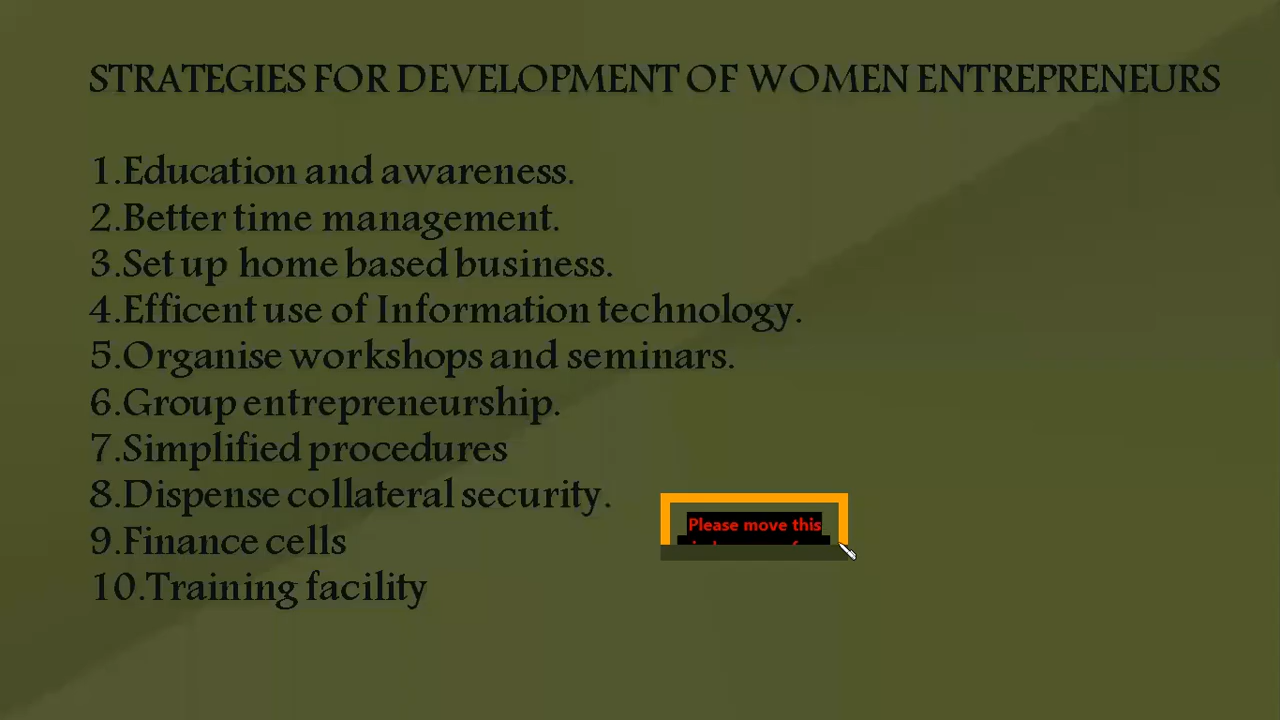 STRATEGIES FOR DEVELOPMENT OF WOMEN ENTREPRENEURS
1.Education and awareness.
2.Better time management.
3.Set up home based business.
4.Efficent use of Information technology.
5.Organise workshops and seminars.
6.Group entrepreneurship.
7.Simplified procedures
8.Dispense collateral security.
9.Finance cells
10.Training facility
Please move this